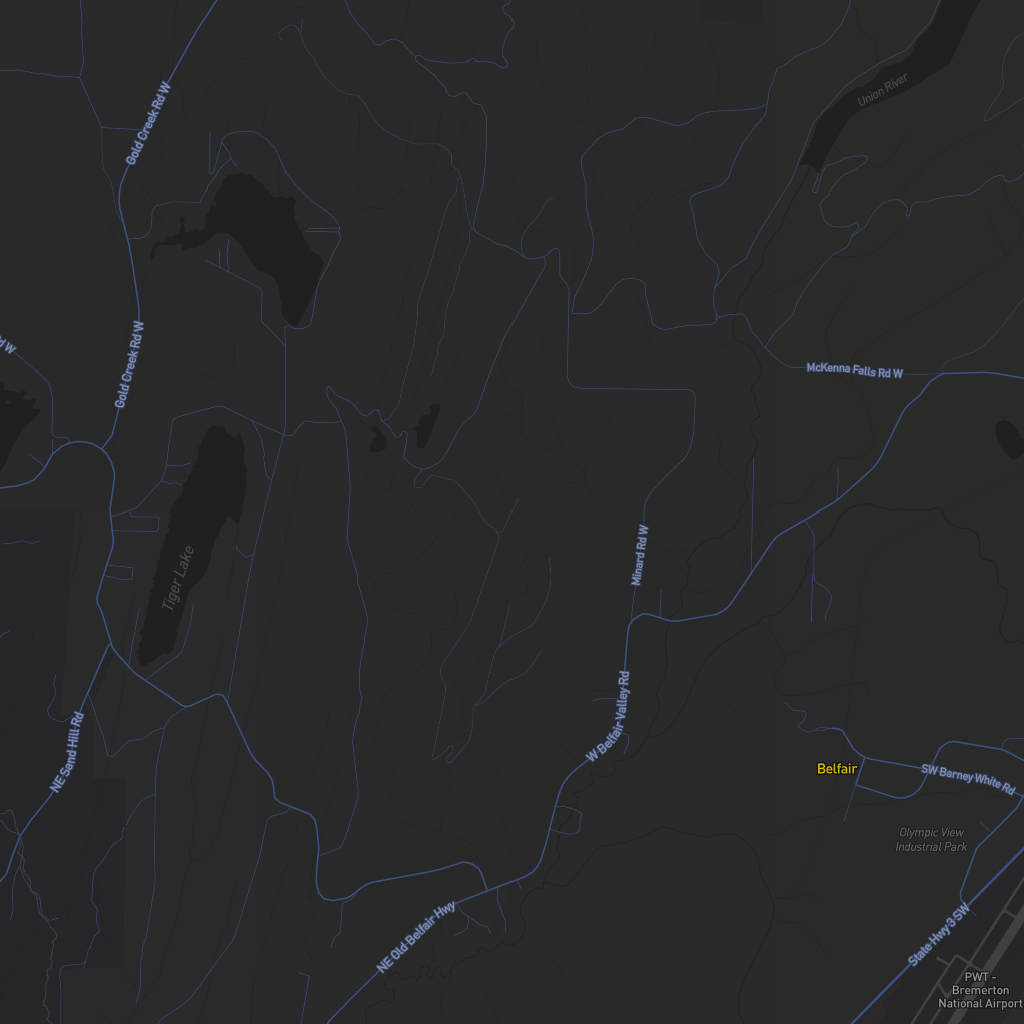 Union River
Gold Creek Rd W
Gold Creek Rd W
d W
McKenna Falls Rd W
Tiger Lake
Minard Rd W
W Belfair Valley Rd
NE Sand Hill Rd
Belfair
SW Barney White Rd
Olympic View
Industrial Park
NE Old Belfair Hwy
State Hwy 3 SW
PWT -
Bremerton
National Airport